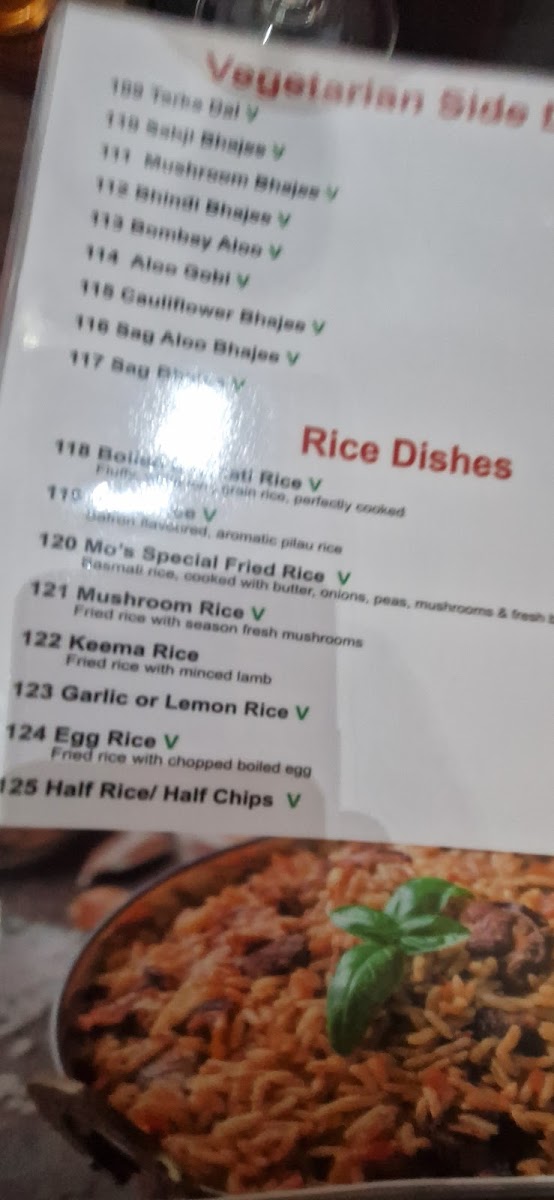 Vegetarian Side
109 Tarka Dal V
110 Sabji Bhajee V
111 Mushroom Bhajee V
112 Bhindi Bhajee V
113 Bombay Aloo V
114 Aloo Gobi V
115 Cauliflower Bhajee V
116 Sag Aloo Bhajee V
117 Sag V
Rice Dishes
118 Rice V
grain rice, perfectly cooked
V
flavoured, aromatic pilau rice
120 Mo's Special Fried Rice V
Basmati rice, cooked with butter, onions, peas, mushrooms & fresh
121 Mushroom Rice V
Fried rice with season fresh mushrooms
122 Keema Rice
Fried rice with minced lamb
123 Garlic or Lemon Rice V
124 Egg Rice V
Fried rice with chopped boiled egg
125 Half Rice/ Half Chips V